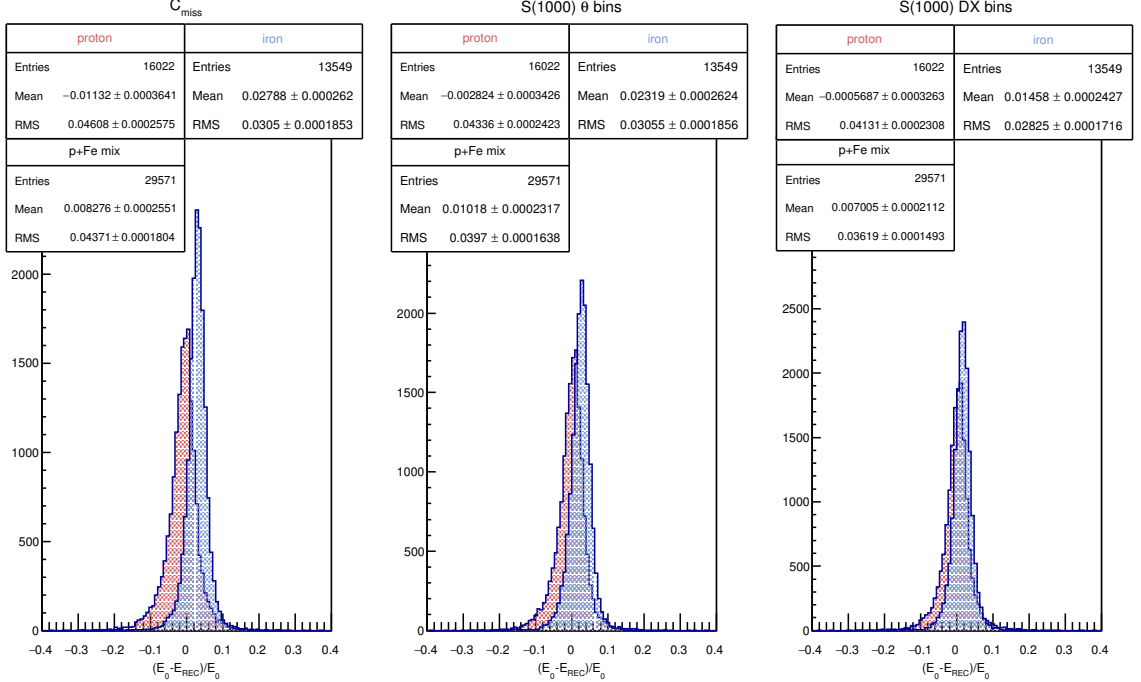 C_miss
proton iron
Entries 16022 Entries 13549
Mean −0.01132 ± 0.0003641 Mean 0.02788 ± 0.000262
RMS 0.04608 ± 0.0002575 RMS 0.0305 ± 0.0001853
p+Fe mix
Entries 29571
Mean 0.008276 ± 0.0002551
RMS 0.04371 ± 0.0001804
2000
1500
1000
500
0
−0.4 −0.3 −0.2 −0.1 0 0.1 0.2 0.3 0.4
(E_0-E_REC)/E_0
S(1000) θ bins
proton iron
Entries 16022 Entries 13549
Mean −0.002824 ± 0.0003426 Mean 0.02319 ± 0.0002624
RMS 0.04336 ± 0.0002423 RMS 0.03055 ± 0.0001856
p+Fe mix
Entries 29571
Mean 0.01018 ± 0.0002317
RMS 0.0397 ± 0.0001638
2000
1500
1000
500
0
−0.4 −0.3 −0.2 −0.1 0 0.1 0.2 0.3 0.4
(E_0-E_REC)/E_0
S(1000) DX bins
proton iron
Entries 16022 Entries 13549
Mean −0.0005687 ± 0.0003263 Mean 0.01458 ± 0.0002427
RMS 0.04131 ± 0.0002308 RMS 0.02825 ± 0.0001716
p+Fe mix
Entries 29571
Mean 0.007005 ± 0.0002112
RMS 0.03619 ± 0.0001493
2500
2000
1500
1000
500
0
−0.4 −0.3 −0.2 −0.1 0 0.1 0.2 0.3 0.4
(E_0-E_REC)/E_0